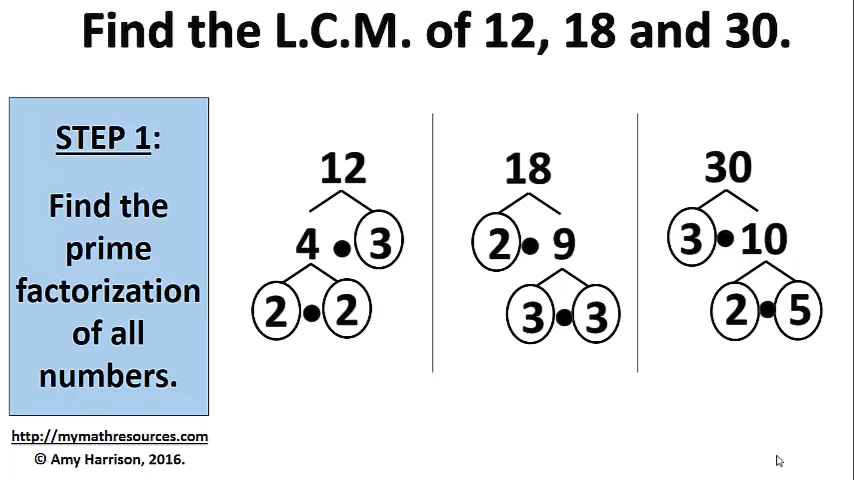 Find the L.C.M. of 12, 18 and 30.
STEP 1:
Find the
prime
factorization
of all
numbers.
12
4 • 3
2 • 2
18
2 • 9
3 • 3
30
3 • 10
2 • 5
http://mymathresources.com
© Amy Harrison, 2016.